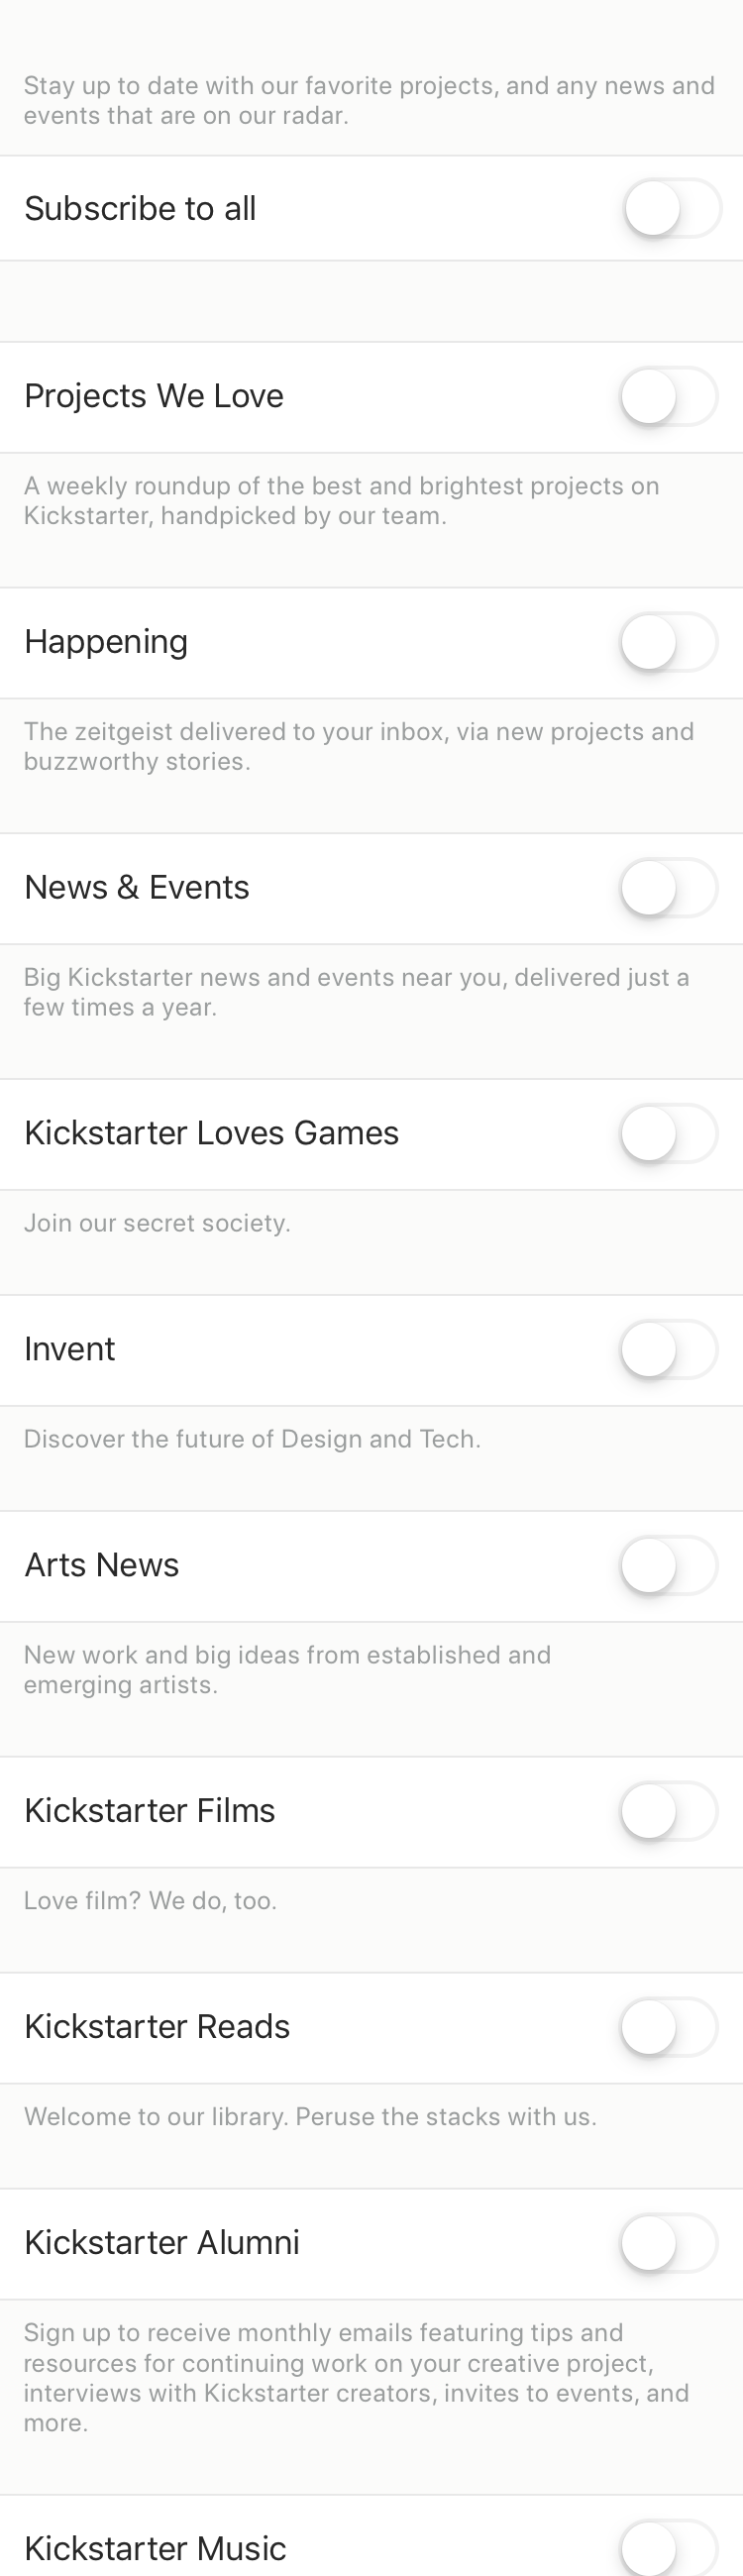 Stay up to date with our favorite projects, and any news and
events that are on our radar.
Subscribe to all
Projects We Love
A weekly roundup of the best and brightest projects on
Kickstarter, handpicked by our team.
Happening
The zeitgeist delivered to your inbox, via new projects and
buzzworthy stories.
News & Events
Big Kickstarter news and events near you, delivered just a
few times a year.
Kickstarter Loves Games
Join our secret society.
Invent
Discover the future of Design and Tech.
Arts News
New work and big ideas from established and
emerging artists.
Kickstarter Films
Love film? We do, too.
Kickstarter Reads
Welcome to our library. Peruse the stacks with us.
Kickstarter Alumni
Sign up to receive monthly emails featuring tips and
resources for continuing work on your creative project,
interviews with Kickstarter creators, invites to events, and
more.
Kickstarter Music